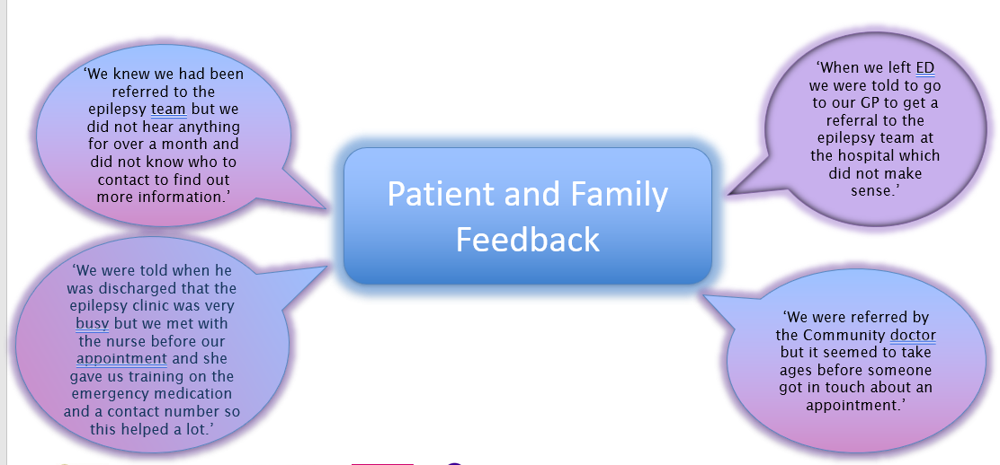 ‘We knew we had been
referred to the
epilepsy team but we
did not hear anything
for over a month and
did not know who to
contact to find out
more information.’
‘When we left ED
we were told to go
to our GP to get a
referral to the
epilepsy team at
the hospital which
did not make
sense.’
Patient and Family
Feedback
‘We were told when he
was discharged that the
epilepsy clinic was very
busy but we met with
the nurse before our
appointment and she
gave us training on the
emergency medication
and a contact number so
this helped a lot.’
‘We were referred by
the Community doctor
but it seemed to take
ages before someone
got in touch about an
appointment.’